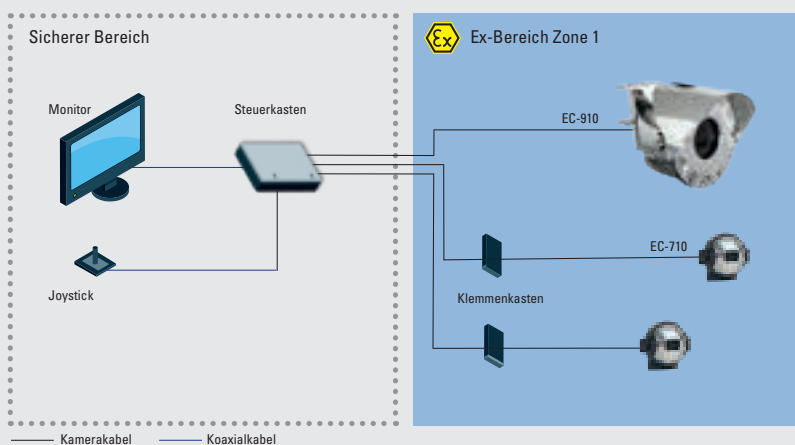 Sicherer Bereich
Ex-Bereich Zone 1
Monitor
Steuerkasten
EC-910
EC-710
Joystick
Klemmenkasten
Kamerakabel
Koaxialkabel